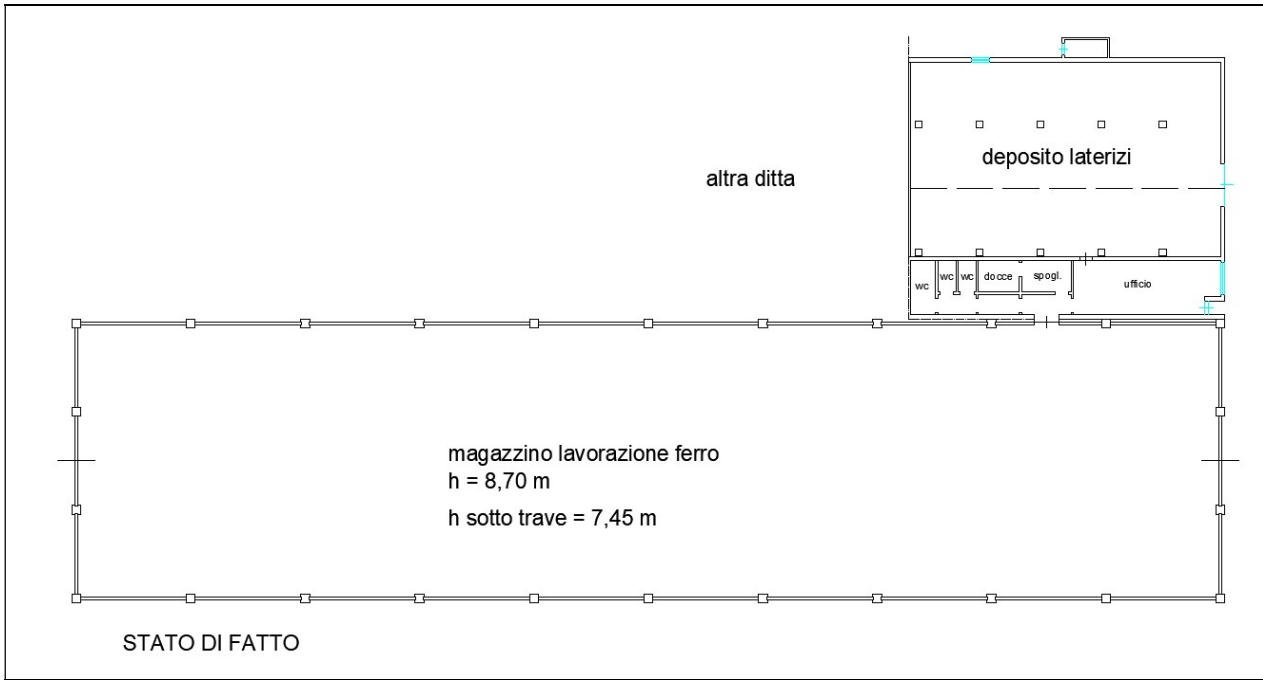 deposito laterizi
altra ditta
wc
wc
wc
docce
spogl.
ufficio
magazzino lavorazione ferro
h = 8,70 m
h sotto trave = 7,45 m
STATO DI FATTO